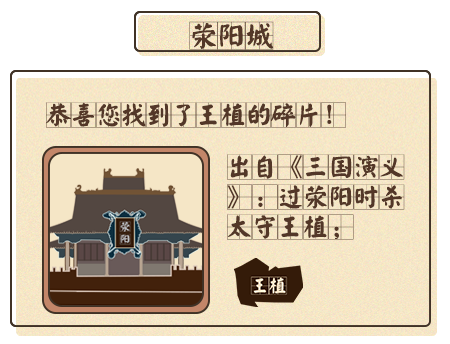 荥阳城
恭喜您找到了王植的碎片！
荥阳
出自《三国演义
》：过荥阳时杀
太守王植；
王植